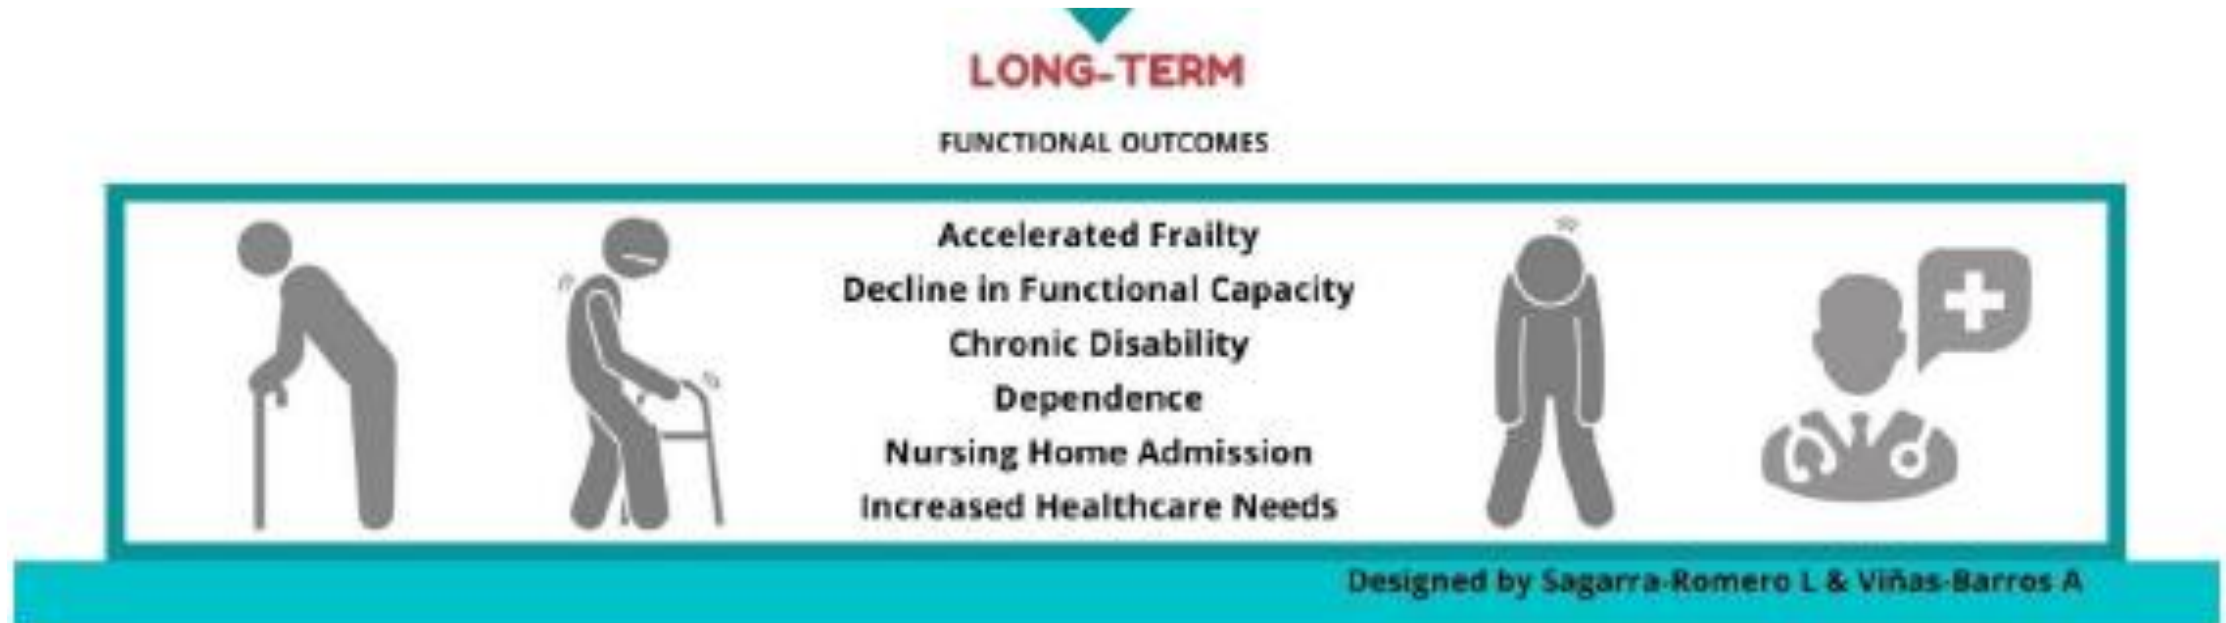 LONG-TERM
FUNCTIONAL OUTCOMES
Accelerated Frailty
Decline in Functional Capacity
Chronic Disability
Dependence
Nursing Home Admission
Increased Healthcare Needs
Designed by Sagarra-Romero L & Viñas-Barros A